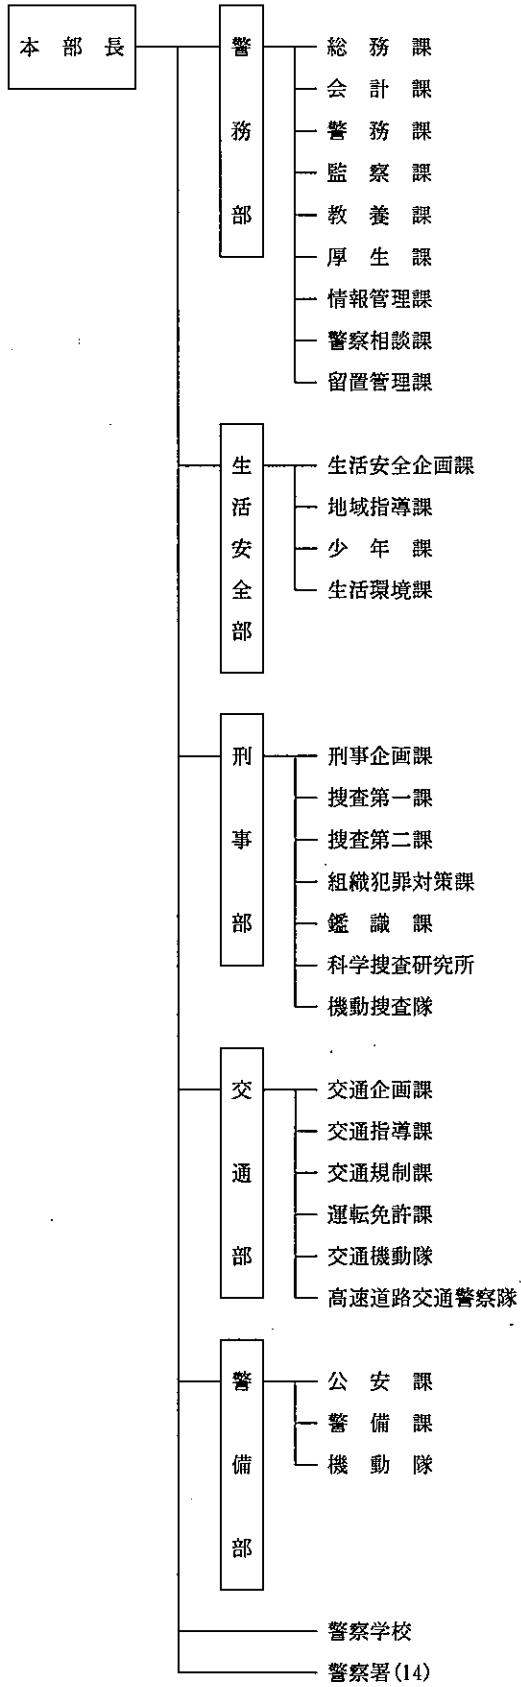 本部長
警務部
総務課
会計課
警務課
監察課
教養課
厚生課
情報管理課
警察相談課
留置管理課
生活安全部
生活安全企画課
地域指導課
少年課
生活環境課
刑事部
刑事企画課
捜査第一課
捜査第二課
組織犯罪対策課
鑑識課
科学捜査研究所
機動捜査隊
交通部
交通企画課
交通指導課
交通規制課
運転免許課
交通機動隊
高速道路交通警察隊
警備部
公安課
警備課
機動隊
警察学校
警察署(14)